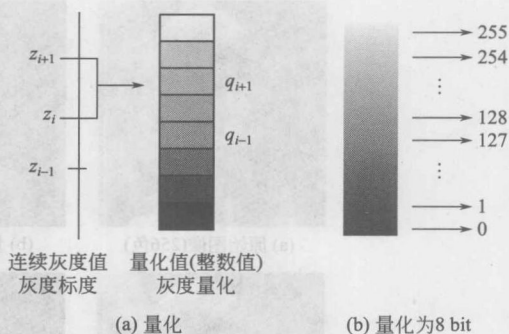 z_{i+1}
z_i
z_{i-1}
q_{i+1}
q_{i-1}
连续灰度值
灰度标度
量化值(整数值)
灰度量化
(a) 量化
255
254
⋮
128
127
⋮
1
0
(b) 量化为8 bit